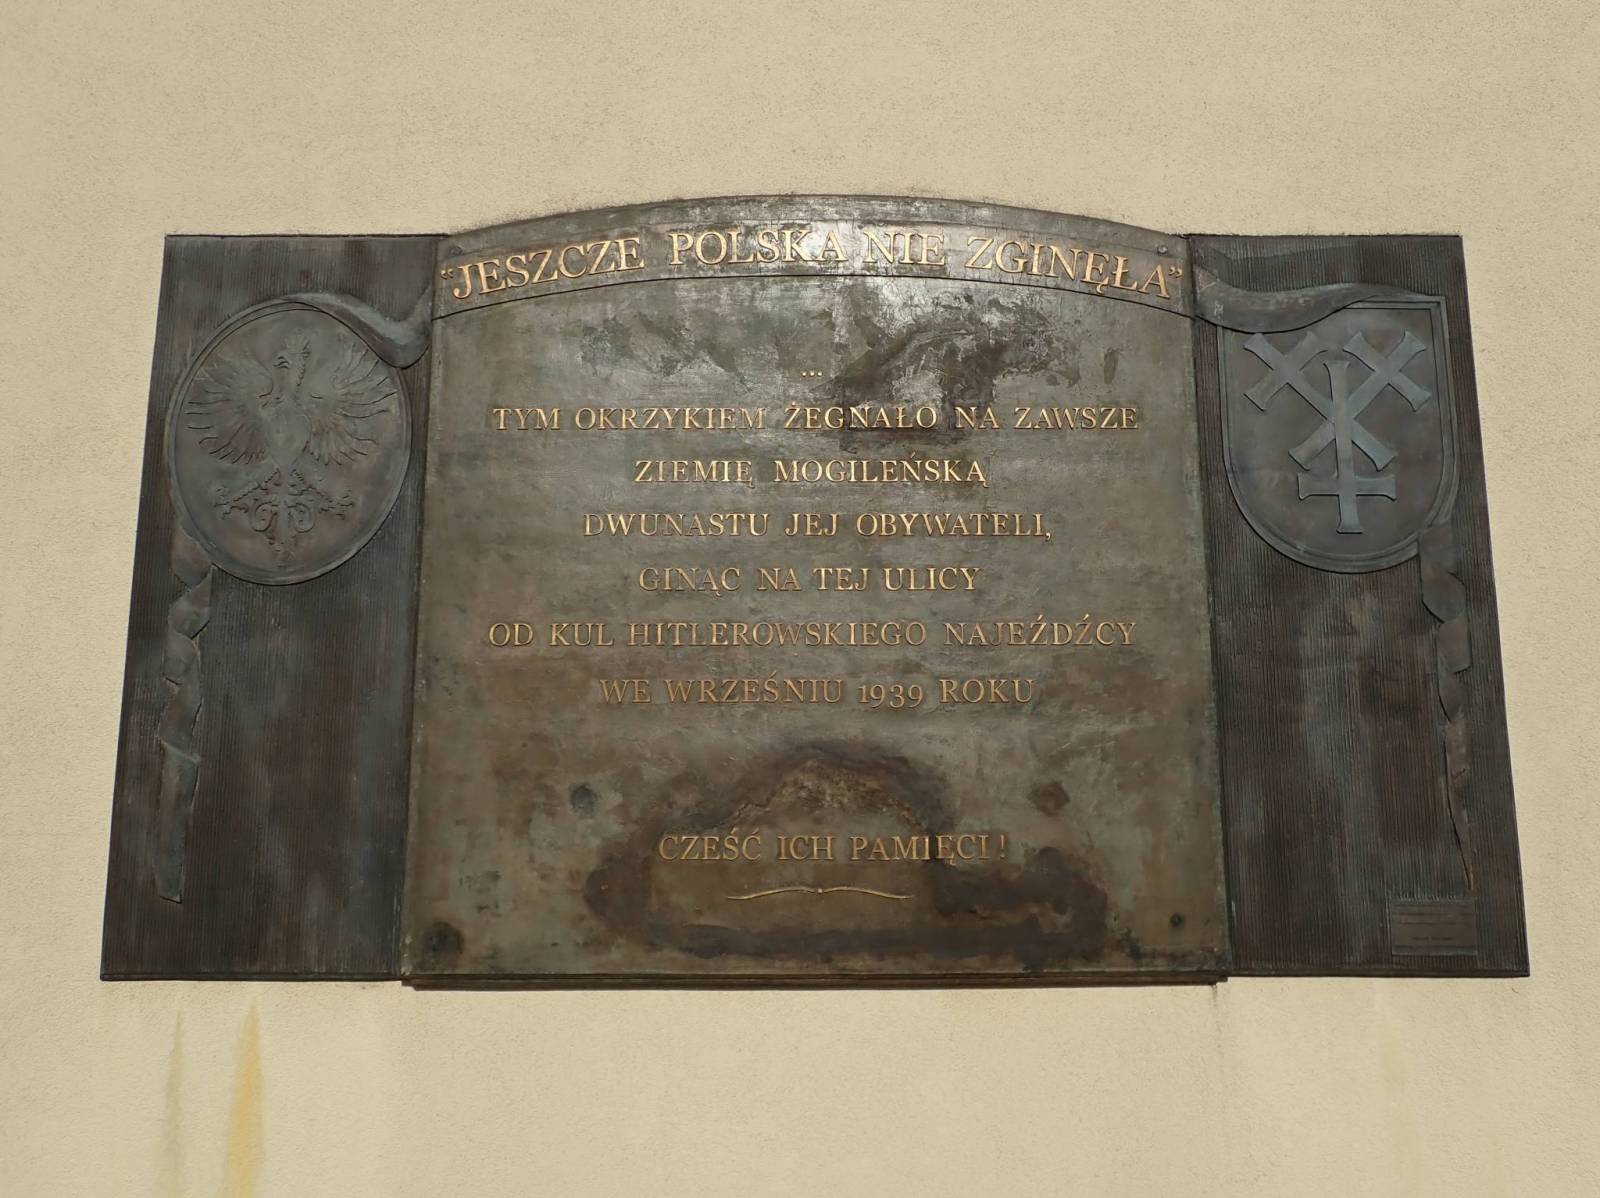 "JESZCZE POLSKA NIE ZGINĘŁA"
...
TYM OKRZYKIEM ŻEGNAŁO NA ZAWSZE
ZIEMIĘ MOGILEŃSKĄ
DWUNASTU JEJ OBYWATELI,
GINĄC NA TEJ ULICY
OD KUL HITLEROWSKIEGO NAJEŹDŹCY
WE WRZEŚNIU 1939 ROKU
CZEŚĆ ICH PAMIĘCI!